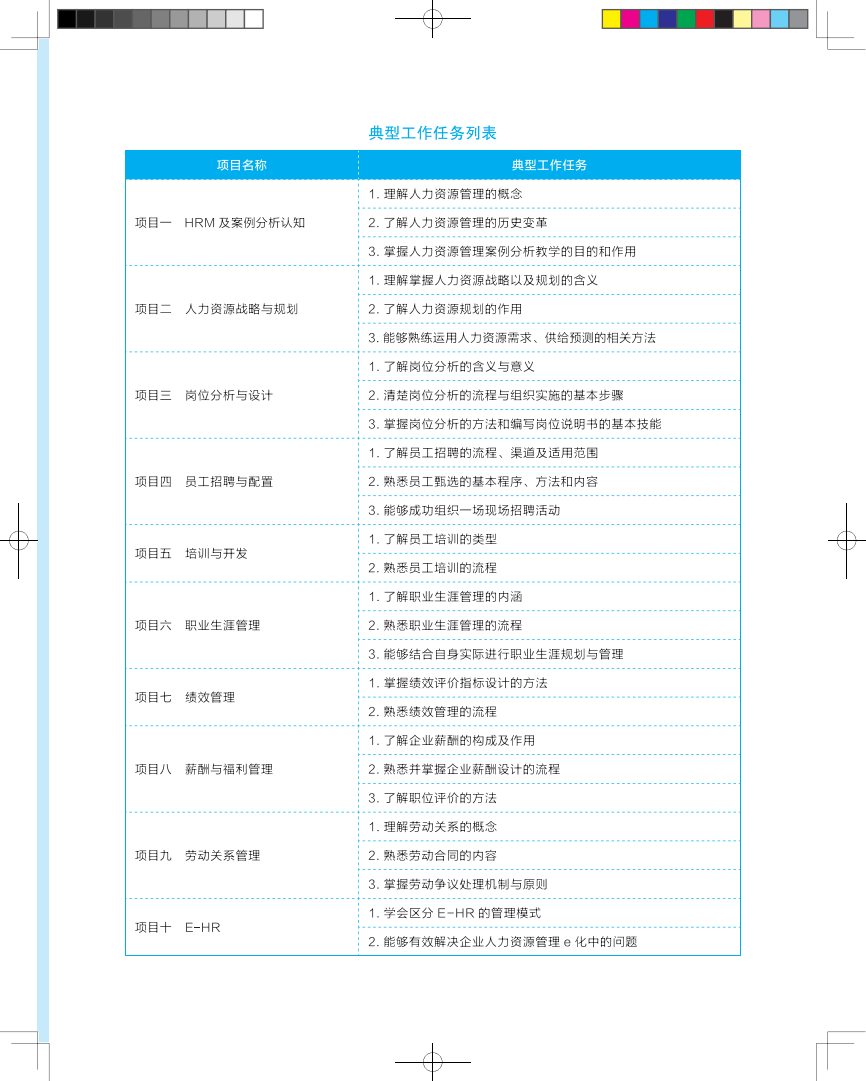 典型工作任务列表
项目名称 典型工作任务
项目一 HRM 及案例分析认知
1. 理解人力资源管理的概念
2. 了解人力资源管理的历史变革
3. 掌握人力资源管理案例分析教学的目的和作用
项目二 人力资源战略与规划
1. 理解掌握人力资源战略以及规划的含义
2. 了解人力资源规划的作用
3. 能够熟练运用人力资源需求、供给预测的相关方法
项目三 岗位分析与设计
1. 了解岗位分析的含义与意义
2. 清楚岗位分析的流程与组织实施的基本步骤
3. 掌握岗位分析的方法和编写岗位说明书的基本技能
项目四 员工招聘与配置
1. 了解员工招聘的流程、渠道及适用范围
2. 熟悉员工甄选的基本程序、方法和内容
3. 能够成功组织一场现场招聘活动
项目五 培训与开发
1. 了解员工培训的类型
2. 熟悉员工培训的流程
项目六 职业生涯管理
1. 了解职业生涯管理的内涵
2. 熟悉职业生涯管理的流程
3. 能够结合自身实际进行职业生涯规划与管理
项目七 绩效管理
1. 掌握绩效评价指标设计的方法
2. 熟悉绩效管理的流程
项目八 薪酬与福利管理
1. 了解企业薪酬的构成及作用
2. 熟悉并掌握企业薪酬设计的流程
3. 了解职位评价的方法
项目九 劳动关系管理
1. 理解劳动关系的概念
2. 熟悉劳动合同的内容
3. 掌握劳动争议处理机制与原则
项目十 E-HR
1. 学会区分 E-HR 的管理模式
2. 能够有效解决企业人力资源管理 e 化中的问题